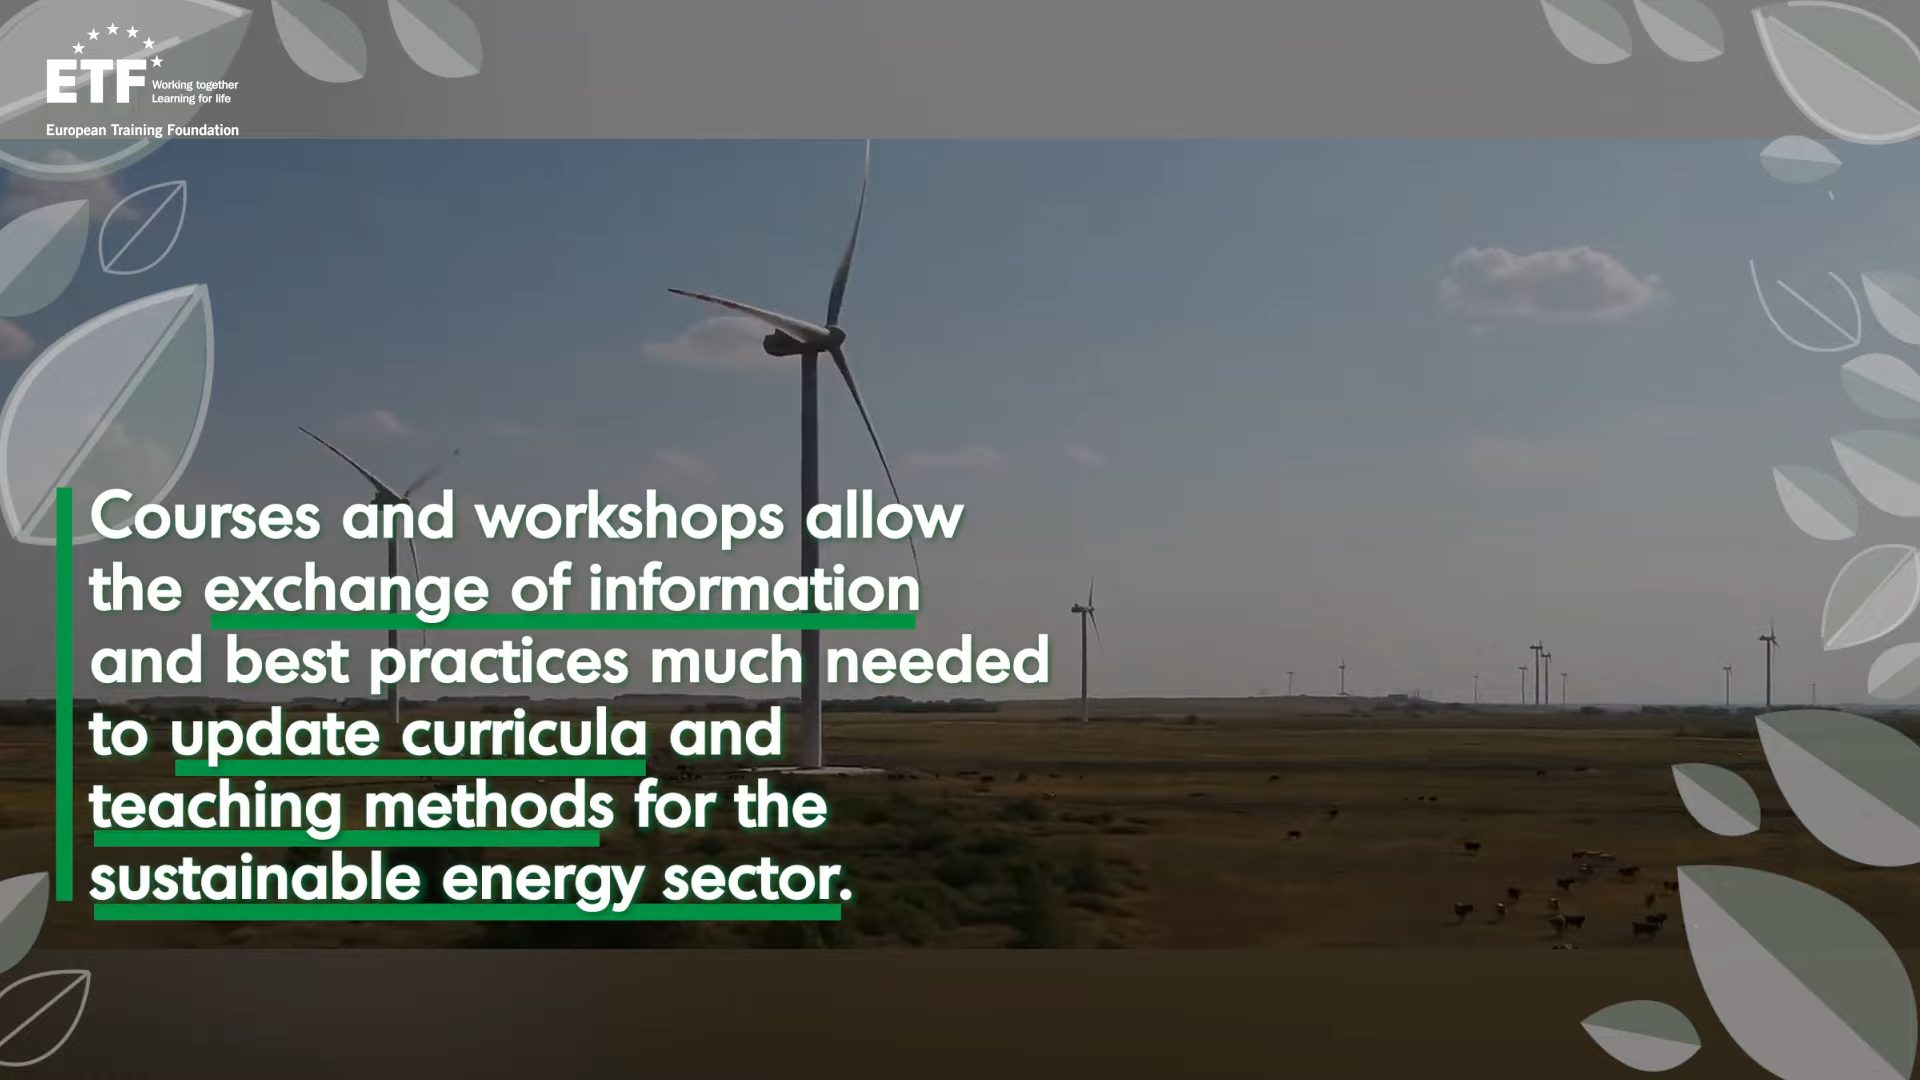 ETF
Working together
Learning for life
European Training Foundation
Courses and workshops allow
the exchange of information
and best practices much needed
to update curricula and
teaching methods for the
sustainable energy sector.